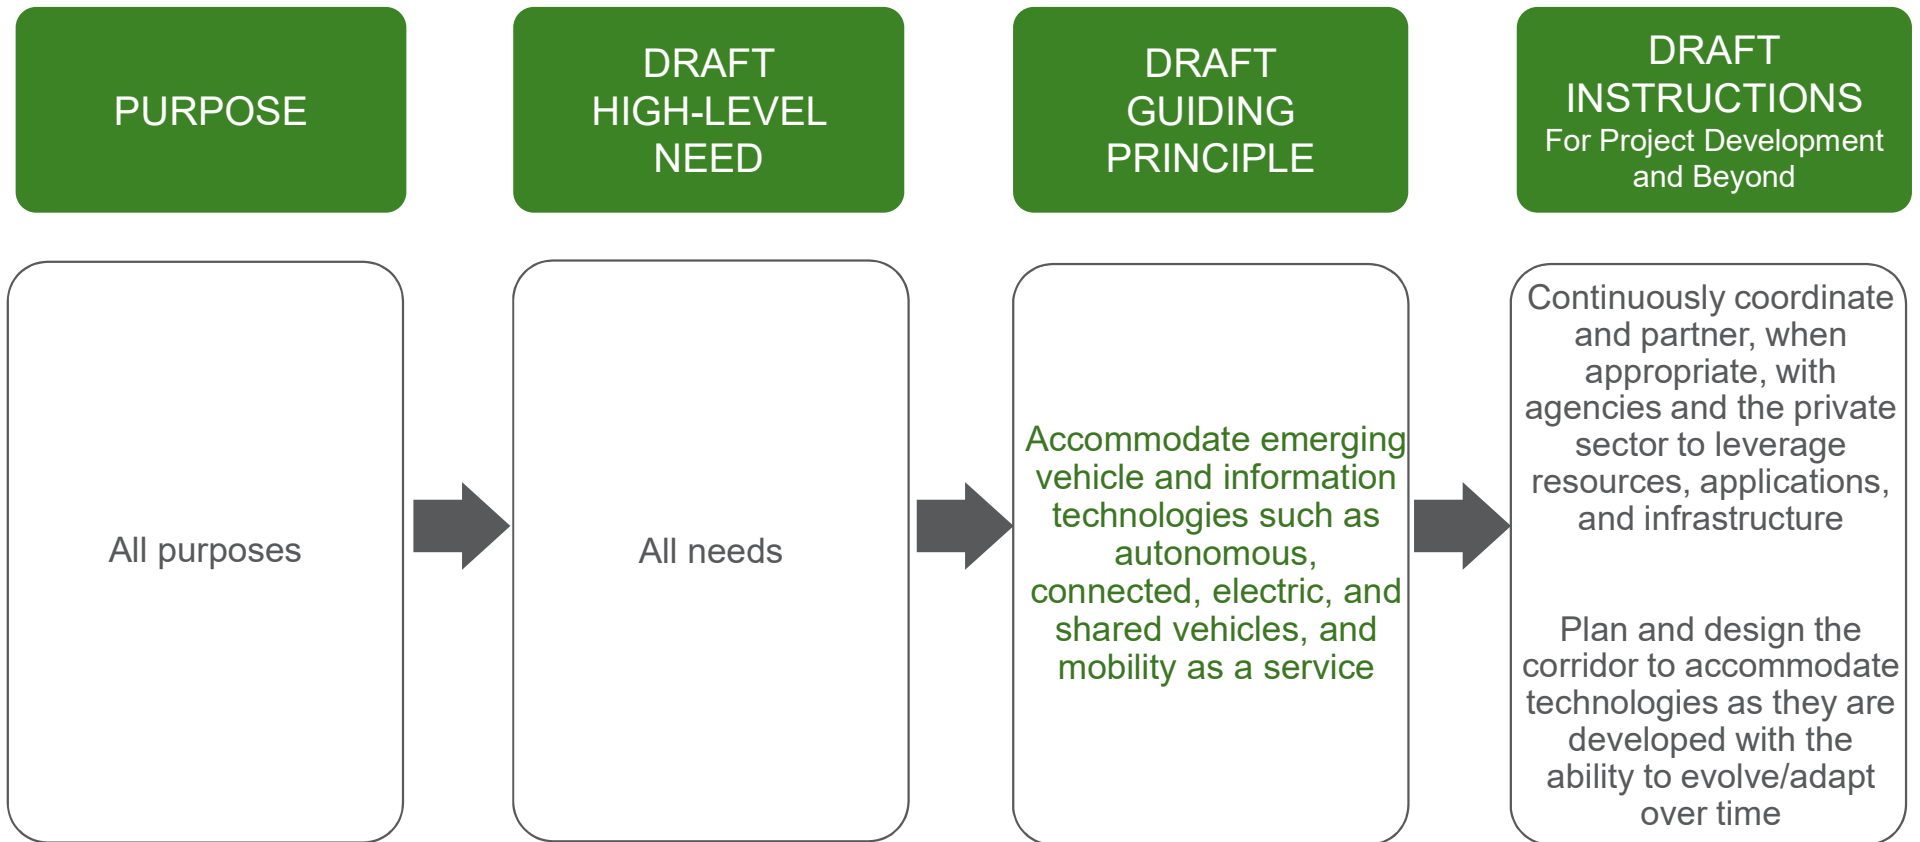 PURPOSE
DRAFT
HIGH-LEVEL
NEED
DRAFT
GUIDING
PRINCIPLE
DRAFT
INSTRUCTIONS
For Project Development
and Beyond
All purposes
All needs
Accommodate emerging
vehicle and information
technologies such as
autonomous,
connected, electric, and
shared vehicles, and
mobility as a service
Continuously coordinate
and partner, when
appropriate, with
agencies and the private
sector to leverage
resources, applications,
and infrastructure
Plan and design the
corridor to accommodate
technologies as they are
developed with the
ability to evolve/adapt
over time